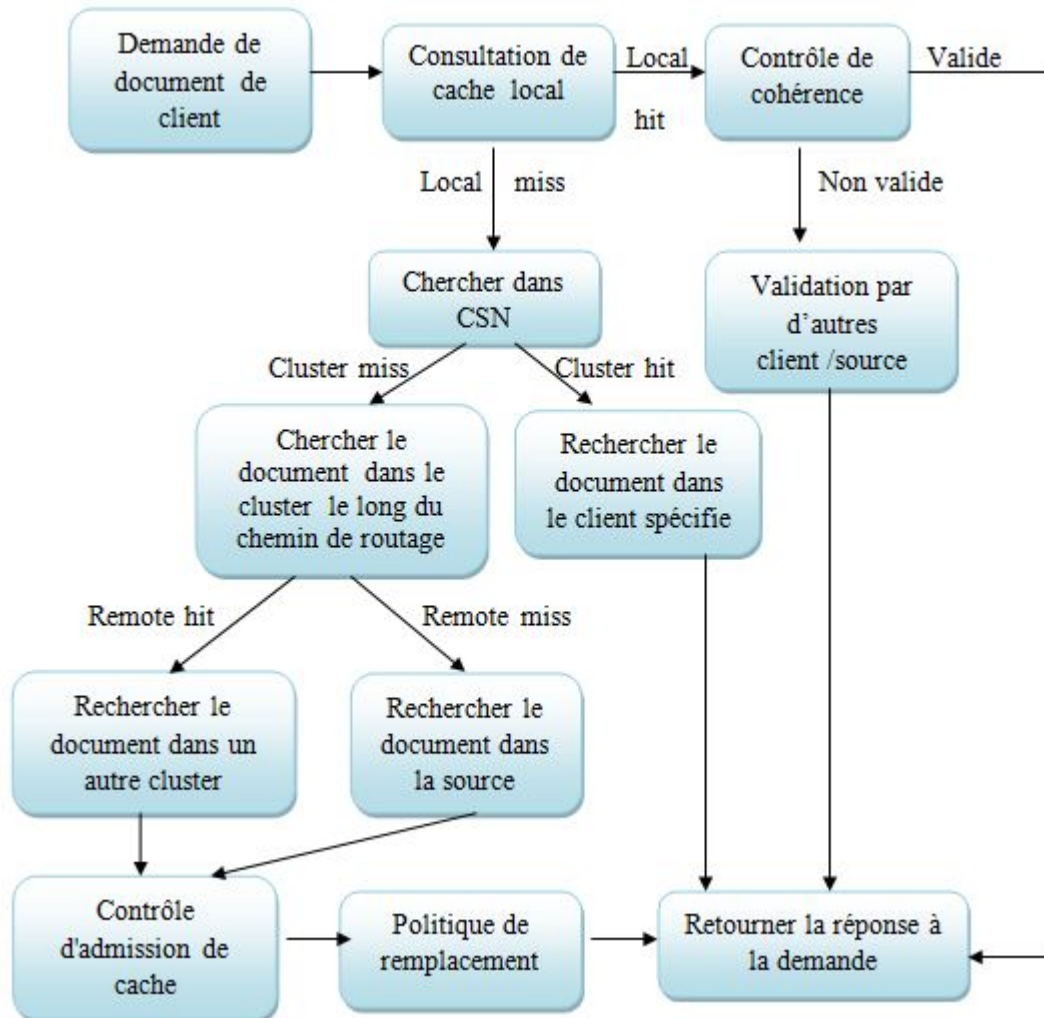 Demande de
document de
client
Consultation de
cache local
Local
hit
Contrôle de
cohérence
Valide
Local miss
Non valide
Chercher dans
CSN
Validation par
d'autres
client /source
Cluster miss
Cluster hit
Chercher le
document dans le
cluster le long du
chemin de routage
Rechercher le
document dans
le client spécifie
Remote hit
Remote miss
Rechercher le
document dans un
autre cluster
Rechercher le
document dans
la source
Contrôle
d'admission de
cache
Politique de
remplacement
Retourner la réponse à
la demande